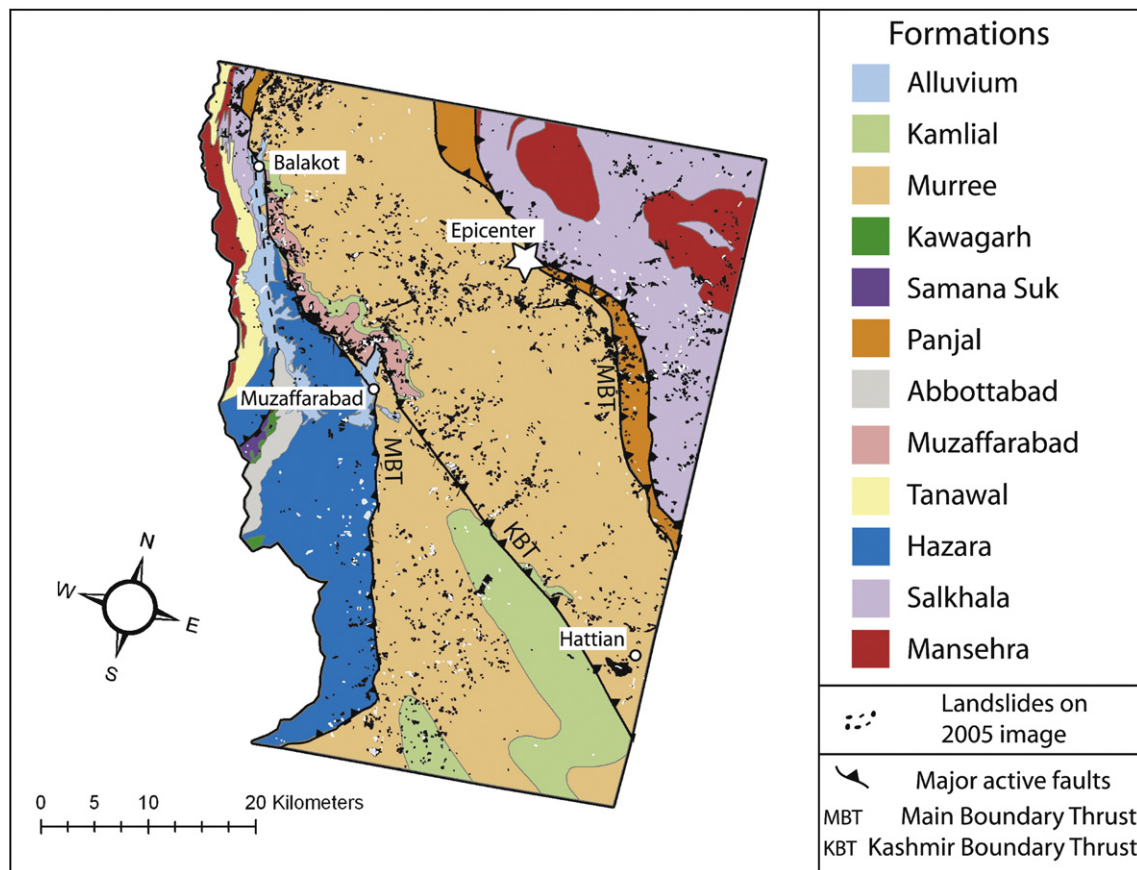 Balakot
Epicenter
Muzaffarabad
MBT
MBT
KBT
Hattian
N
W
E
S
0 5 10 20 Kilometers
Formations
Alluvium
Kamlial
Murree
Kawagarh
Samana Suk
Panjal
Abbottabad
Muzaffarabad
Tanawal
Hazara
Salkhala
Mansehra
Landslides on
2005 image
Major active faults
MBT Main Boundary Thrust
KBT Kashmir Boundary Thrust